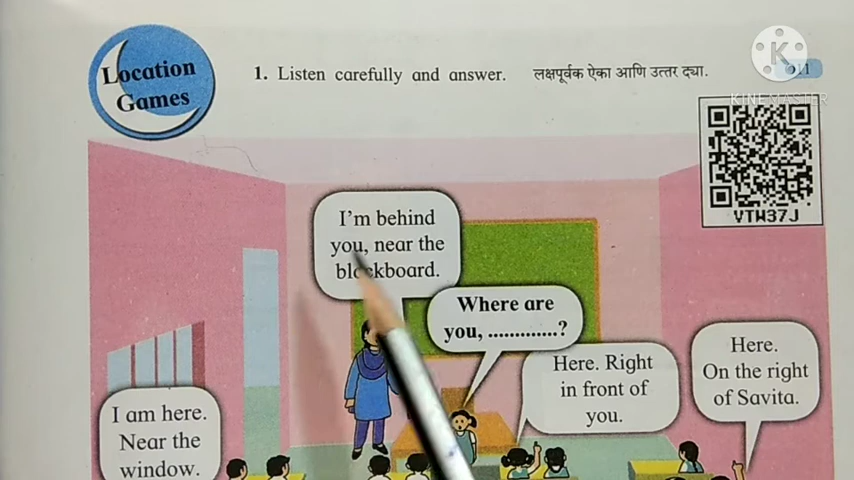 Location
Games
1. Listen carefully and answer. लक्षपूर्वक ऐका आणि उत्तर द्या.
KINEMASTER
VTW37J
I'm behind
you, near the
blackboard.
Where are
you, .............?
Here. Right
in front of
you.
Here.
On the right
of Savita.
I am here.
Near the
window.